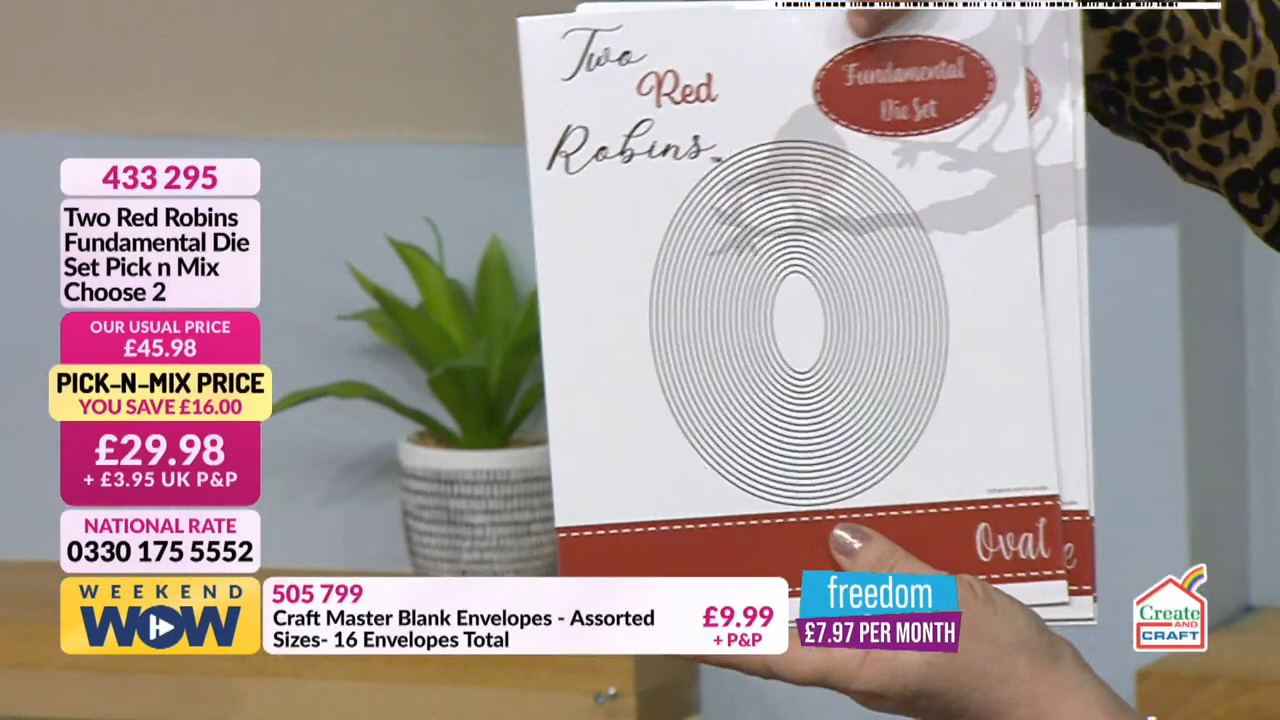 Two
Red
Robins
Fundamental
Die Set
Oval
e
433 295
Two Red Robins
Fundamental Die
Set Pick n Mix
Choose 2
OUR USUAL PRICE
£45.98
PICK-N-MIX PRICE
YOU SAVE £16.00
£29.98
+ £3.95 UK P&P
NATIONAL RATE
0330 175 5552
WEEKEND
WOW
505 799
Craft Master Blank Envelopes - Assorted
Sizes- 16 Envelopes Total
£9.99
+ P&P
freedom
£7.97 PER MONTH
Create
AND
CRAFT